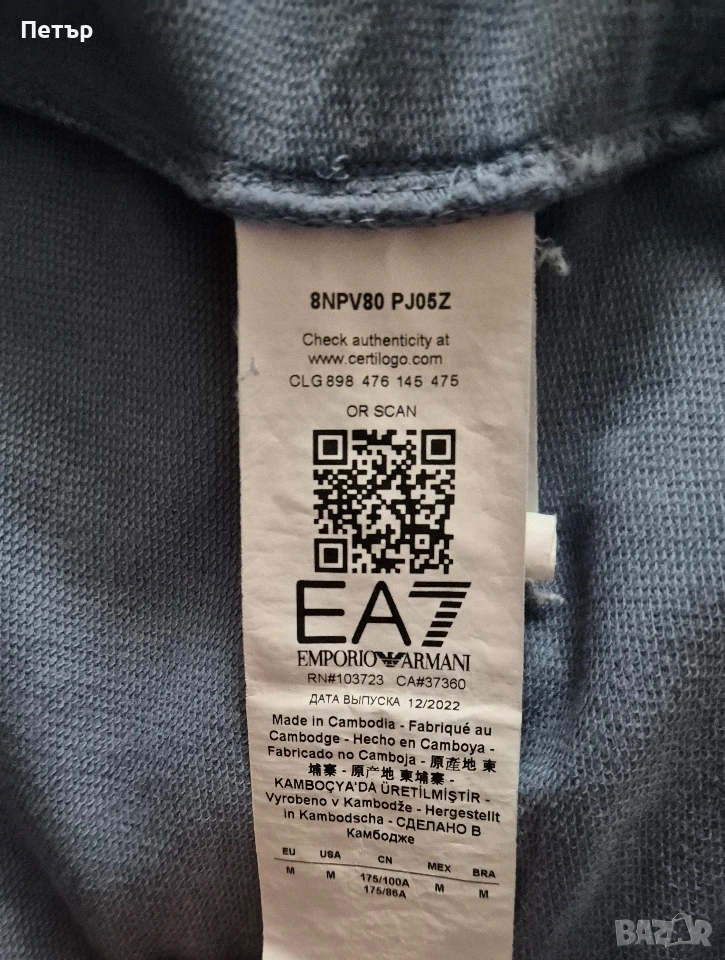 Петър
8NPV80 PJ05Z
Check authenticity at
www.certilogo.com
CLG 898 476 145 475
OR SCAN
EA7
EMPORIO ARMANI
RN#103723 CA#37360
ДАТА ВЫПУСКА 12/2022
Made in Cambodia - Fabriqué au
Cambodge - Hecho en Camboya -
Fabricado no Camboja - 原產地 柬
埔寨 - 原产地 柬埔寨 -
KAMBOÇYA'DA ÜRETİLMİŞTİR -
Vyrobeno v Kambodže - Hergestellt
in Kambodscha - СДЕЛАНО В
Камбодже
EU USA CN MEX BRA
M M 175/100A M M
175/86A
BAZAR